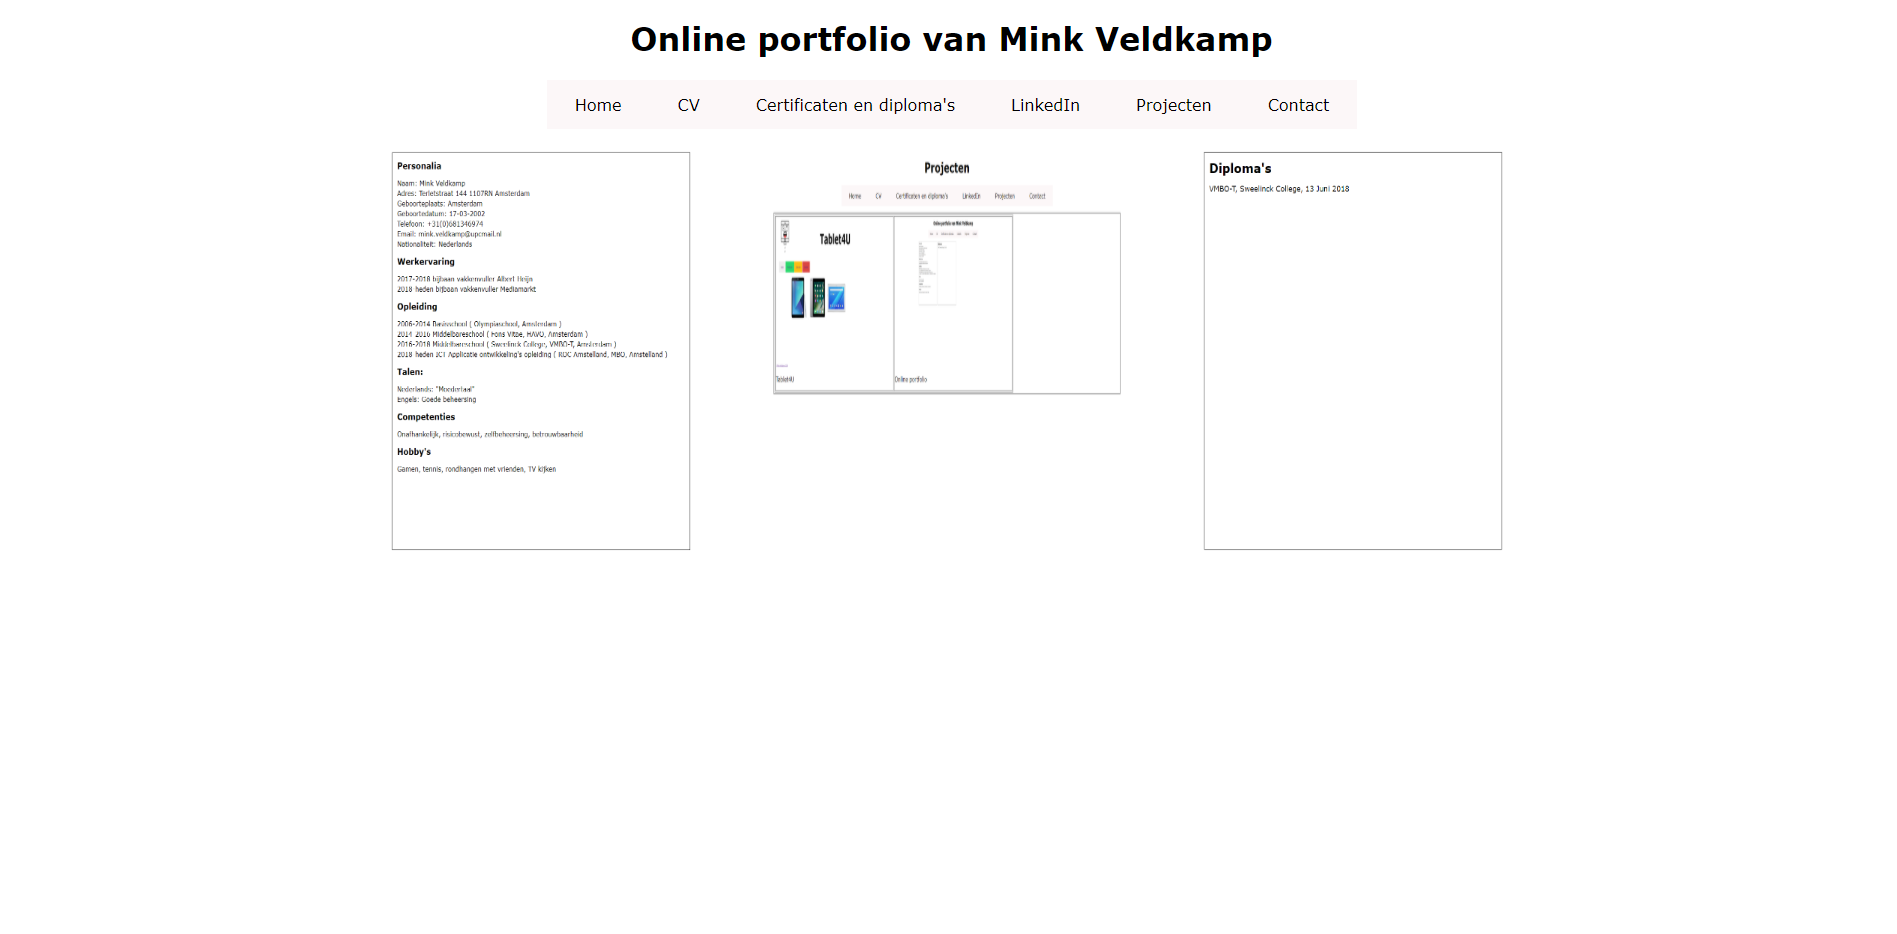 Online portfolio van Mink Veldkamp
Home CV Certificaten en diploma's LinkedIn Projecten Contact
Personalia
Naam: Mink Veldkamp
Adres: Terletstraat 144 1107RN Amsterdam
Geboorteplaats: Amsterdam
Geboortedatum: 17-03-2002
Telefoon: +31(0)681346974
Email: mink.veldkamp@upcmail.nl
Nationaliteit: Nederlands
Werkervaring
2017-2018 bijbaan vakkenvuller Albert Heijn
2018 heden bijbaan vakkenvuller Mediamarkt
Opleiding
2006-2014 Basisschool ( Olympiaschool, Amsterdam )
2014-2016 Middelbareschool ( Fons Vitae, HAVO, Amsterdam )
2016-2018 Middelbareschool ( Sweelinck College, VMBO-T, Amsterdam )
2018 heden ICT Applicatie ontwikkeling's opleiding ( ROC Amstelland, MBO, Amstelland )
Talen:
Nederlands: "Moedertaal"
Engels: Goede beheersing
Competenties
Onafhankelijk, risicobewust, zelfbeheersing, betrouwbaarheid
Hobby's
Gamen, tennis, rondhangen met vrienden, TV kijken
Projecten
Home CV Certificaten en diploma's LinkedIn Projecten Contact
Tablet4U
Online portfolio van Mink Veldkamp
Tablet4U
Online portfolio
Diploma's
VMBO-T, Sweelinck College, 13 Juni 2018